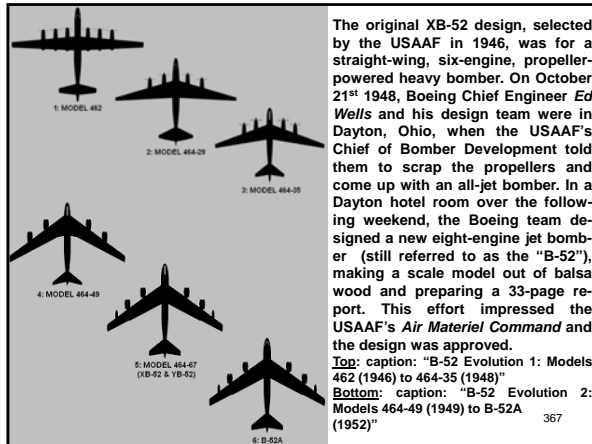 1: MODEL 462
2: MODEL 464-29
3: MODEL 464-35
4: MODEL 464-49
5: MODEL 464-67
(XB-52 & YB-52)
6: B-52A
The original XB-52 design, selected
by the USAAF in 1946, was for a
straight-wing, six-engine, propeller-
powered heavy bomber. On October
21st 1948, Boeing Chief Engineer Ed
Wells and his design team were in
Dayton, Ohio, when the USAAF’s
Chief of Bomber Development told
them to scrap the propellers and
come up with an all-jet bomber. In a
Dayton hotel room over the follow-
ing weekend, the Boeing team de-
signed a new eight-engine jet bomb-
er (still referred to as the “B-52”),
making a scale model out of balsa
wood and preparing a 33-page re-
port. This effort impressed the
USAAF’s Air Materiel Command and
the design was approved.
Top: caption: “B-52 Evolution 1: Models
462 (1946) to 464-35 (1948)”
Bottom: caption: “B-52 Evolution 2:
Models 464-49 (1949) to B-52A
(1952)”
367